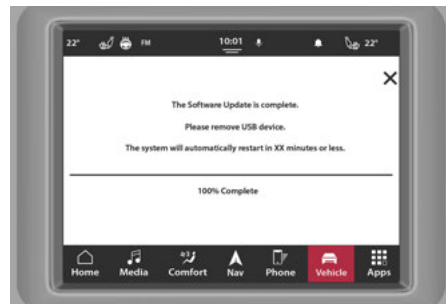 22° FM 10:01 22°
The Software Update is complete.
Please remove USB device.
The system will automatically restart in XX minutes or less.
100% Complete
Home Media Comfort Nav Phone Vehicle Apps